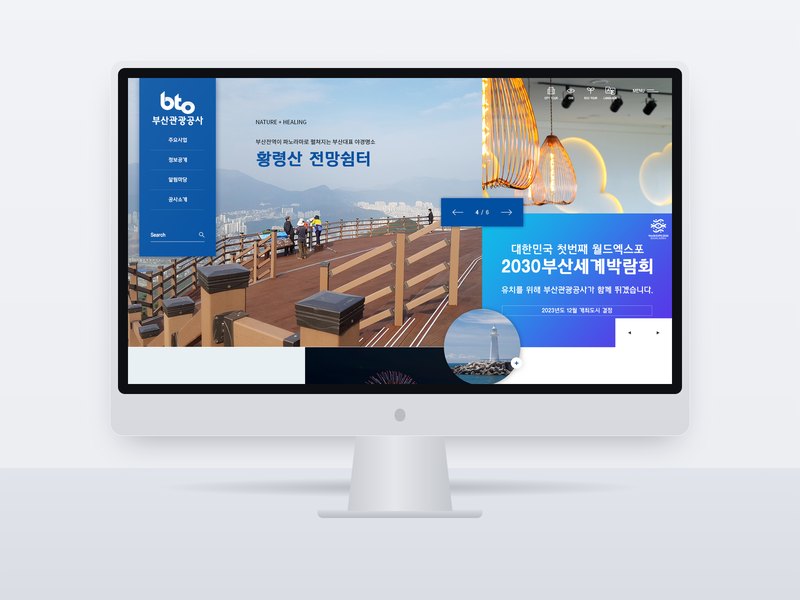 bto
부산관광공사
주요사업
정보공개
알림마당
공사소개
Search
NATURE + HEALING
부산전역이 파노라마로 펼쳐지는 부산대표 야경명소
황령산 전망쉼터
4 / 6
MENU
대한민국 첫번째 월드엑스포
2030부산세계박람회
유치를 위해 부산관광공사가 함께 뛰겠습니다.
2023년도 12월 개최도시 결정